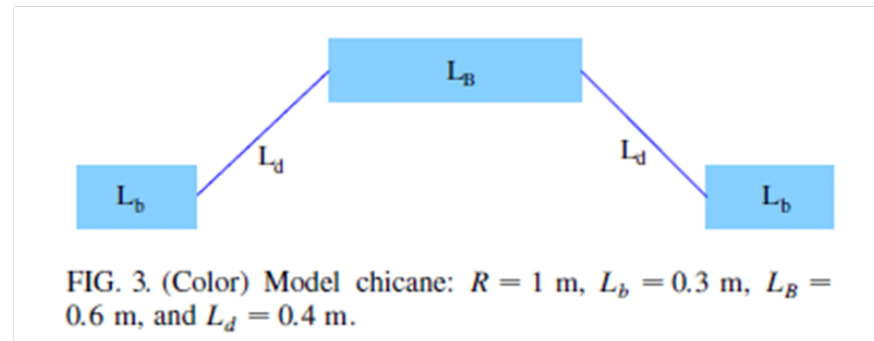 L_B
L_d
L_d
L_b
L_b
FIG. 3. (Color) Model chicane: R = 1 m, L_b = 0.3 m, L_B =
0.6 m, and L_d = 0.4 m.